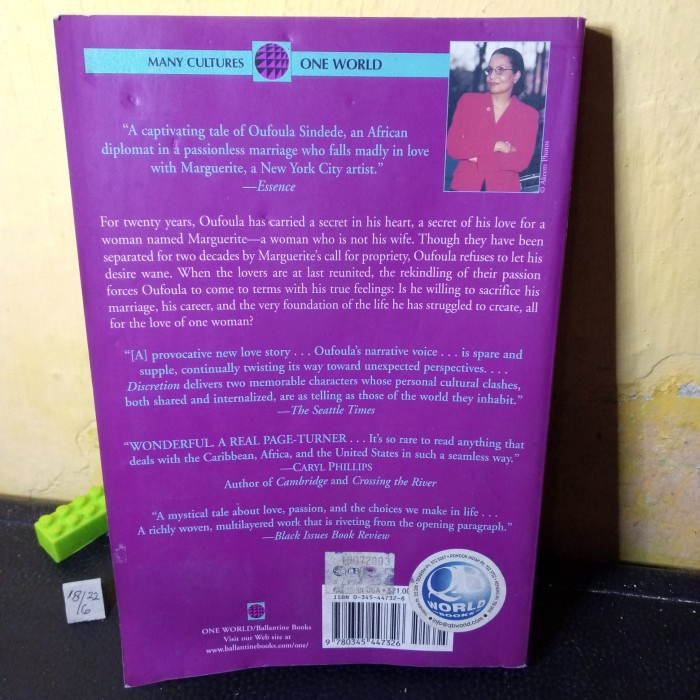 MANY CULTURES ONE WORLD
© Akeem Photos
“A captivating tale of Oufoula Sindede, an African
diplomat in a passionless marriage who falls madly in love
with Marguerite, a New York City artist.”
—Essence
For twenty years, Oufoula has carried a secret in his heart, a secret of his love for a
woman named Marguerite—a woman who is not his wife. Though they have been
separated for two decades by Marguerite's call for propriety, Oufoula refuses to let his
desire wane. When the lovers are at last reunited, the rekindling of their passion
forces Oufoula to come to terms with his true feelings: Is he willing to sacrifice his
marriage, his career, and the very foundation of the life he has struggled to create, all
for the love of one woman?
“[A] provocative new love story . . . Oufoula's narrative voice . . . is spare and
supple, continually twisting its way toward unexpected perspectives. . . .
Discretion delivers two memorable characters whose personal cultural clashes,
both shared and internalized, are as telling as those of the world they inhabit.”
—The Seattle Times
“WONDERFUL. A REAL PAGE-TURNER . . . It's so rare to read anything that
deals with the Caribbean, Africa, and the United States in such a seamless way.”
—CARYL PHILLIPS
Author of Cambridge and Crossing the River
“A mystical tale about love, passion, and the choices we make in life . . .
A richly woven, multilayered work that is riveting from the opening paragraph.”
—Black Issues Book Review
ISBN 0-345-44732-8
9 780345 447326
QB
WORLD
BOOKS
info@qbworld.com
ONE WORLD/Ballantine Books
Visit our Web site at
www.ballantinebooks.com/one/
18/22
/6